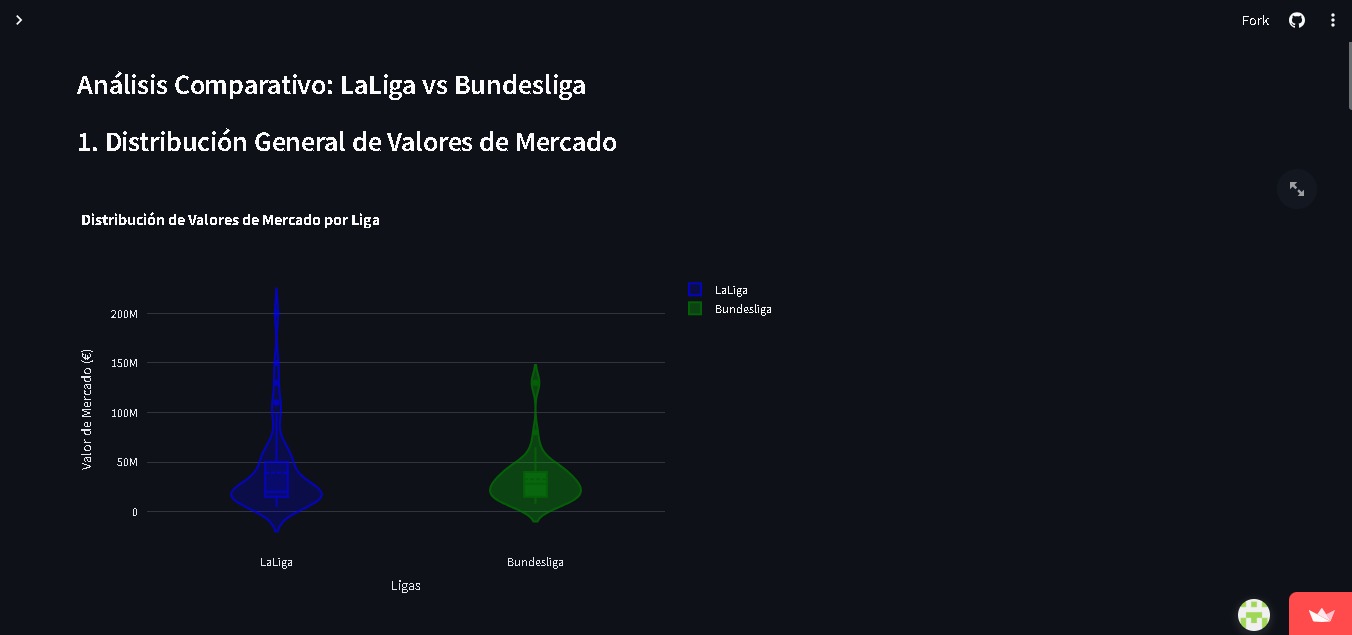 Fork
Análisis Comparativo: LaLiga vs Bundesliga
1. Distribución General de Valores de Mercado
Distribución de Valores de Mercado por Liga
LaLiga
Bundesliga
200M
150M
100M
50M
0
Valor de Mercado (€)
LaLiga
Bundesliga
Ligas